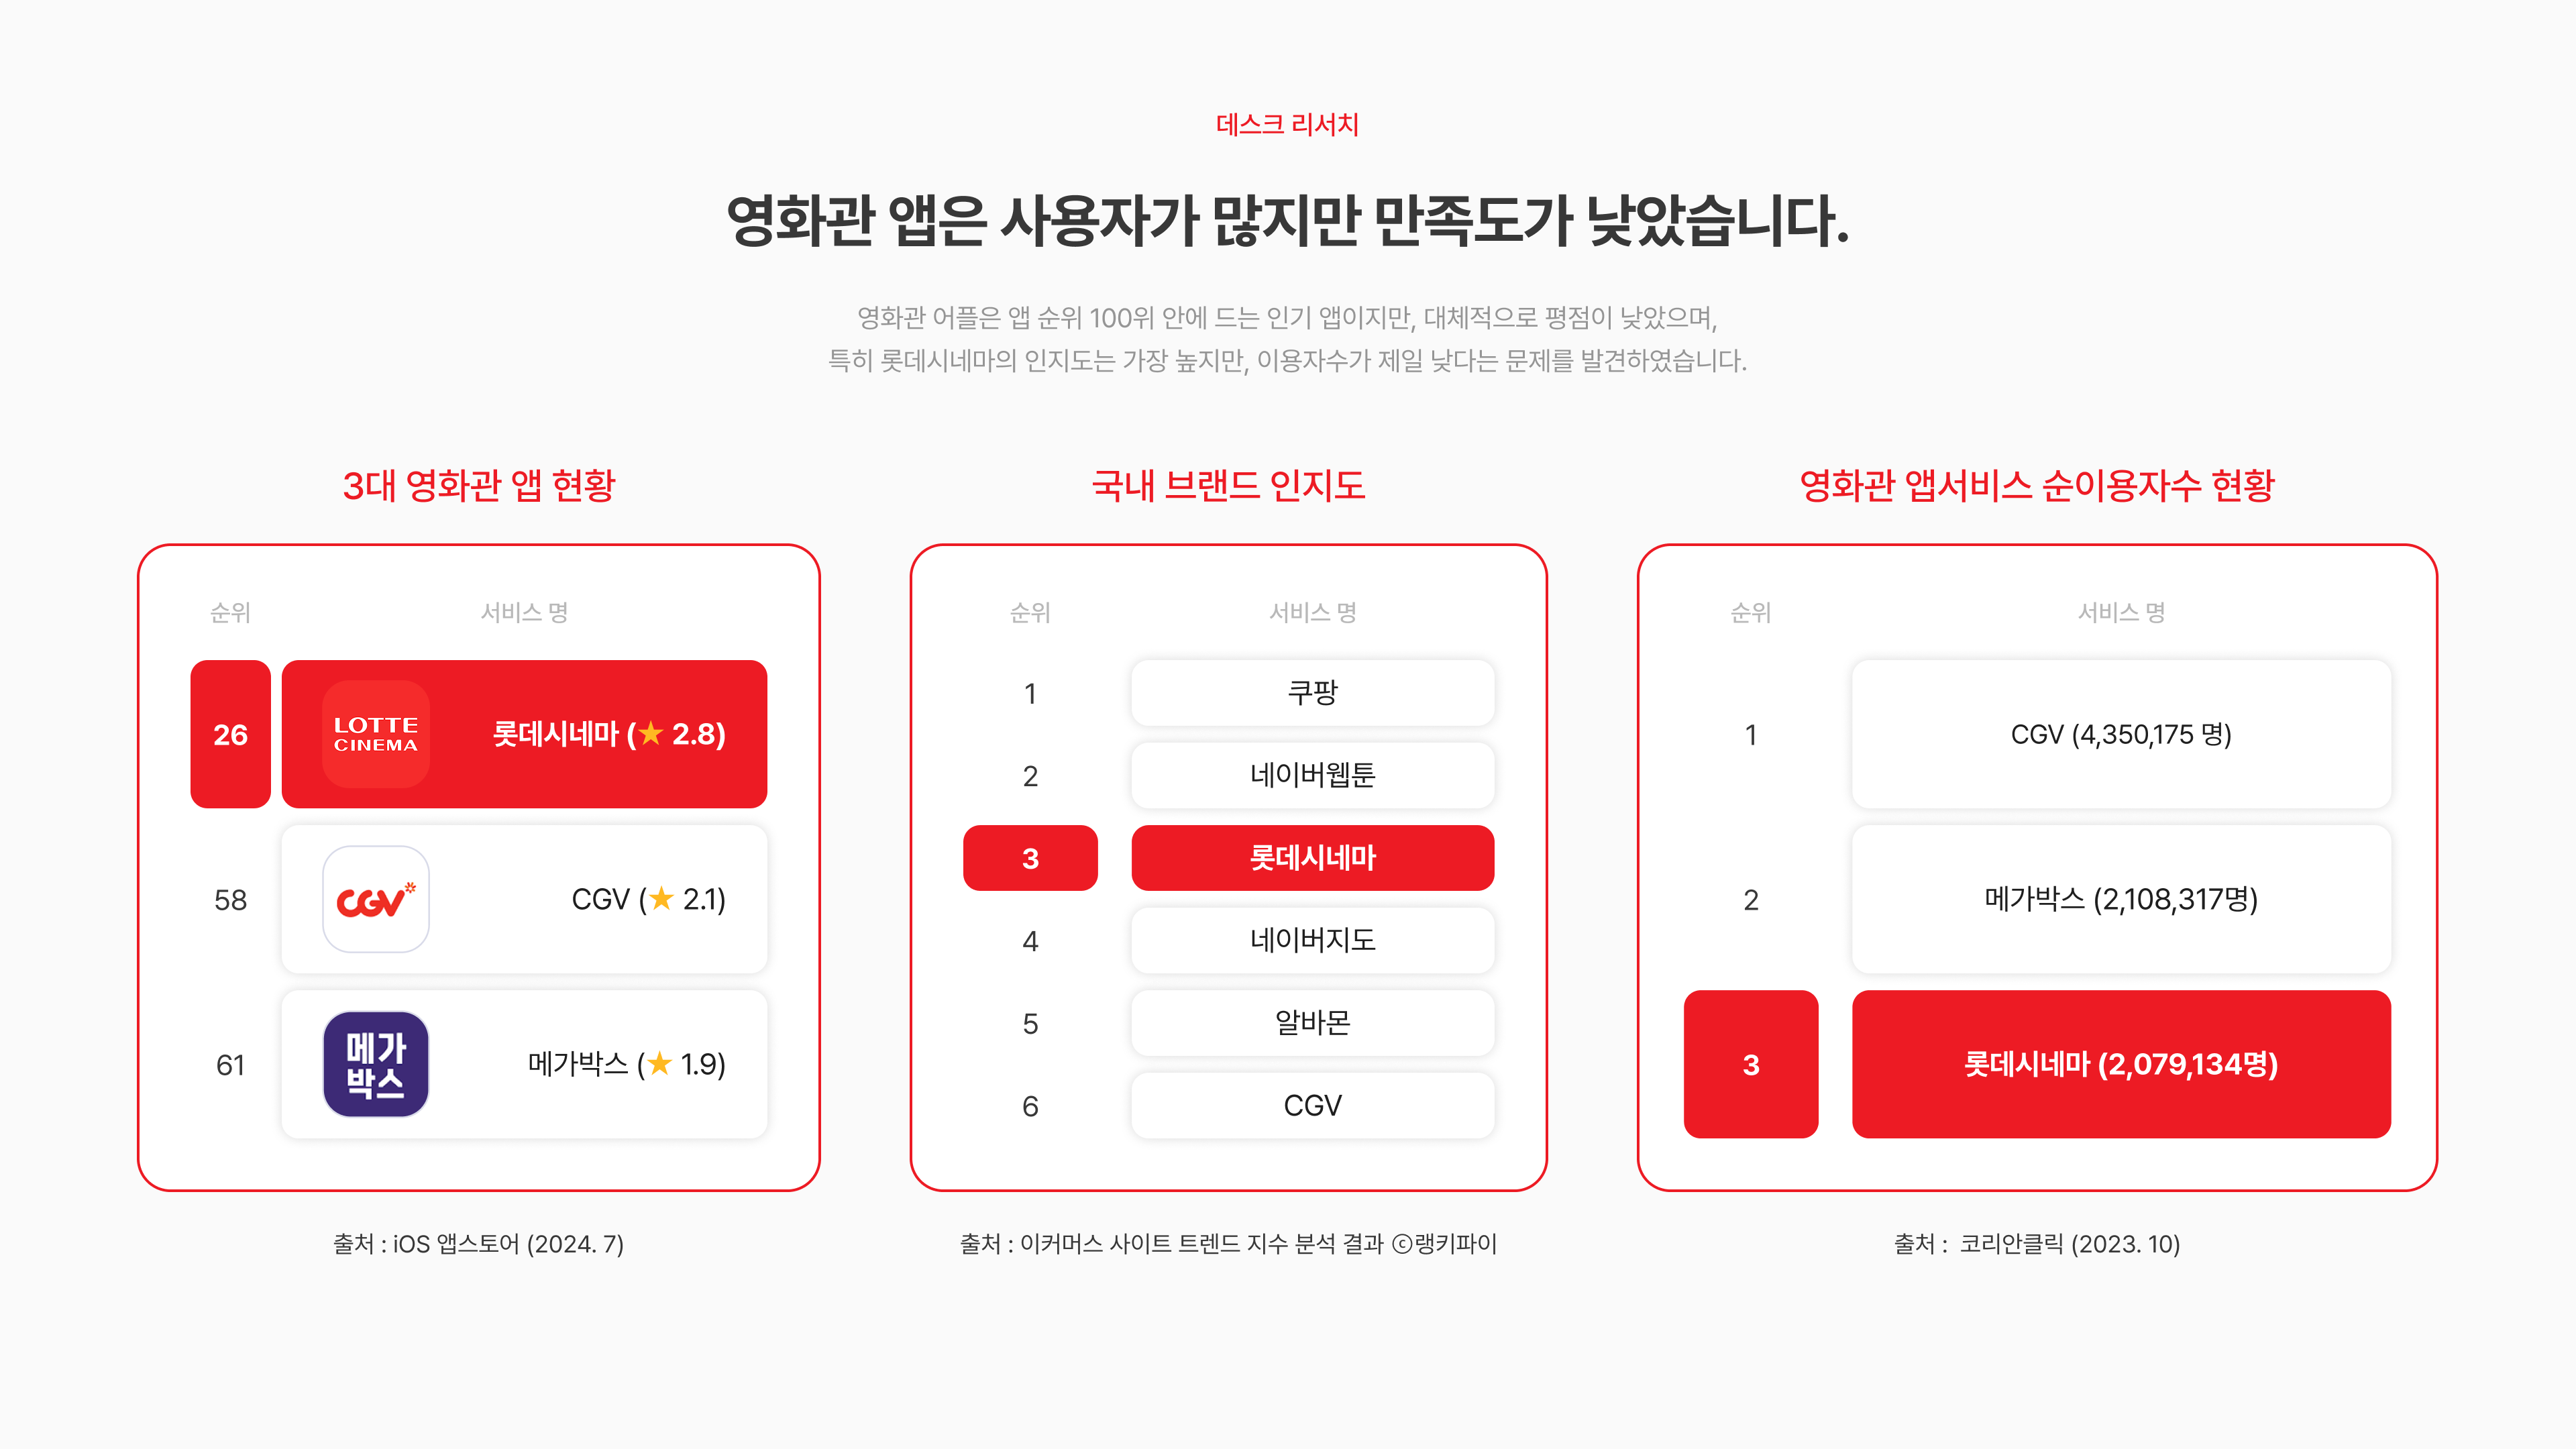 데스크 리서치
영화관 앱은 사용자가 많지만 만족도가 낮았습니다.
영화관 어플은 앱 순위 100위 안에 드는 인기 앱이지만, 대체적으로 평점이 낮았으며,
특히 롯데시네마의 인지도는 가장 높지만, 이용자수가 제일 낮다는 문제를 발견하였습니다.
3대 영화관 앱 현황
순위 서비스 명
26 LOTTE CINEMA 롯데시네마 (★ 2.8)
58 CGV CGV (★ 2.1)
61 메가박스 메가박스 (★ 1.9)
출처 : iOS 앱스토어 (2024. 7)
국내 브랜드 인지도
순위 서비스 명
1 쿠팡
2 네이버웹툰
3 롯데시네마
4 네이버지도
5 알바몬
6 CGV
출처 : 이커머스 사이트 트렌드 지수 분석 결과 ⓒ랭키파이
영화관 앱서비스 순이용자수 현황
순위 서비스 명
1 CGV (4,350,175 명)
2 메가박스 (2,108,317명)
3 롯데시네마 (2,079,134명)
출처 : 코리안클릭 (2023. 10)